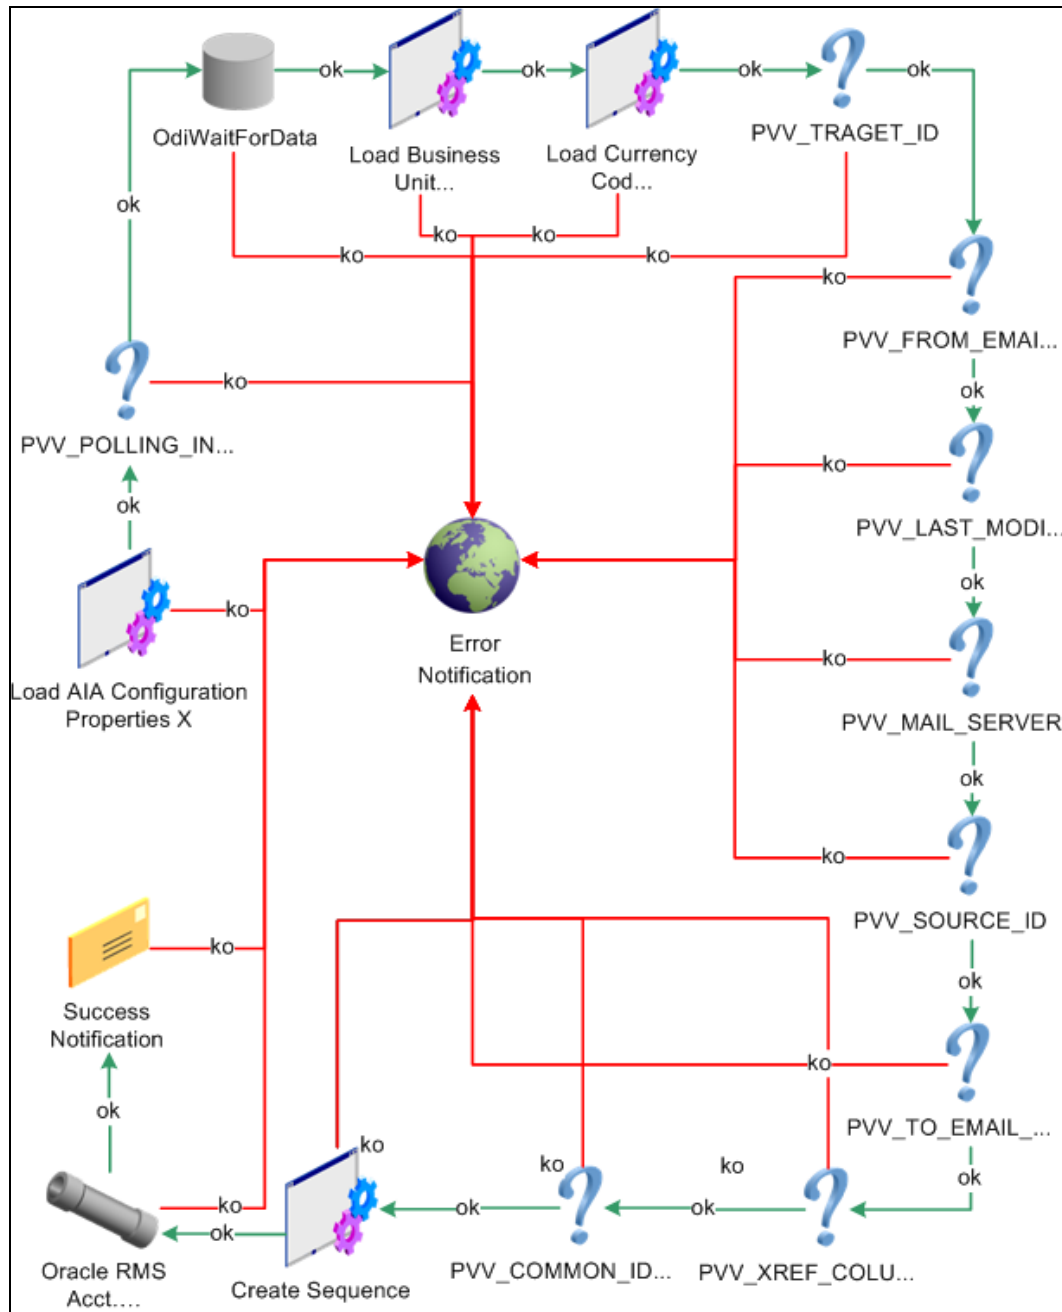 ok
ok
ok
ok
OdiWaitForData
Load Business
Unit...
Load Currency
Cod...
PVV_TRAGET_ID
ok
ko
ko
ko
ko
ko
PVV_FROM_EMAI...
ko
ok
PVV_POLLING_IN...
ko
ok
PVV_LAST_MODI...
ok
ko
Error
Notification
ko
Load AIA Configuration
Properties X
PVV_MAIL_SERVER
ok
ko
PVV_SOURCE_ID
ko
ok
Success
Notification
ko
ok
PVV_TO_EMAIL_...
ko
ko
ko
ok
ko
ok
ok
ok
Oracle RMS
Acct....
Create Sequence
PVV_COMMON_ID...
PVV_XREF_COLU...